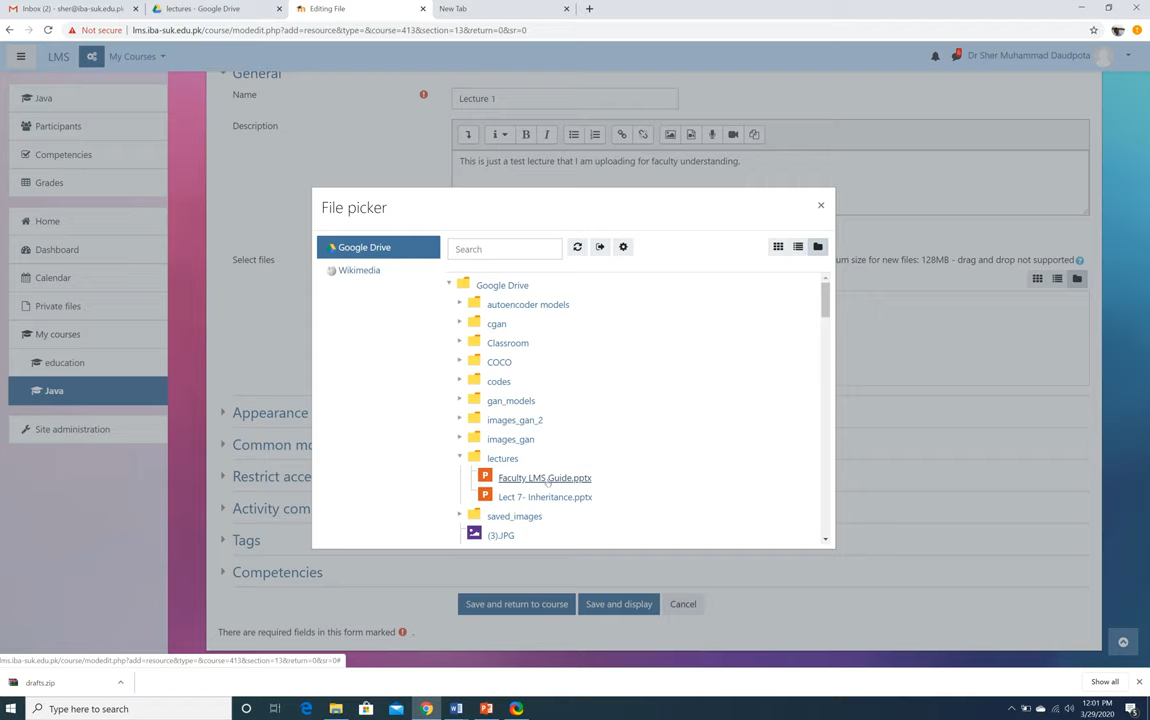 Inbox (2) - sher@iba-suk.edu.pk
lectures - Google Drive
Editing File
New Tab
Not secure
lms.iba-suk.edu.pk/course/modedit.php?add=resource&type=&course=413&section=13&return=0&sr=0
LMS
My Courses
Dr Sher Muhammad Daudpota
General
Java
Name
Lecture 1
Participants
Description
Competencies
This is just a test lecture that I am uploading for faculty understanding.
Grades
File picker
Home
Google Drive
Search
Dashboard
Select files
um size for new files: 128MB - drag and drop not supported
Wikimedia
Calendar
Google Drive
Private files
autoencoder models
My courses
cgan
Classroom
education
COCO
Java
codes
gan_models
Appearance
images_gan_2
Site administration
images_gan
Common mo
lectures
Restrict acce
Faculty LMS Guide.pptx
Lect 7- Inheritance.pptx
Activity com
saved_images
(3).JPG
Tags
Competencies
Save and return to course
Save and display
Cancel
There are required fields in this form marked .
lms.iba-suk.edu.pk/course/modedit.php?add=resource&type=&course=413&section=13&return=0&sr=0#
drafts.zip
Show all
Type here to search
12:01 PM
3/29/2020